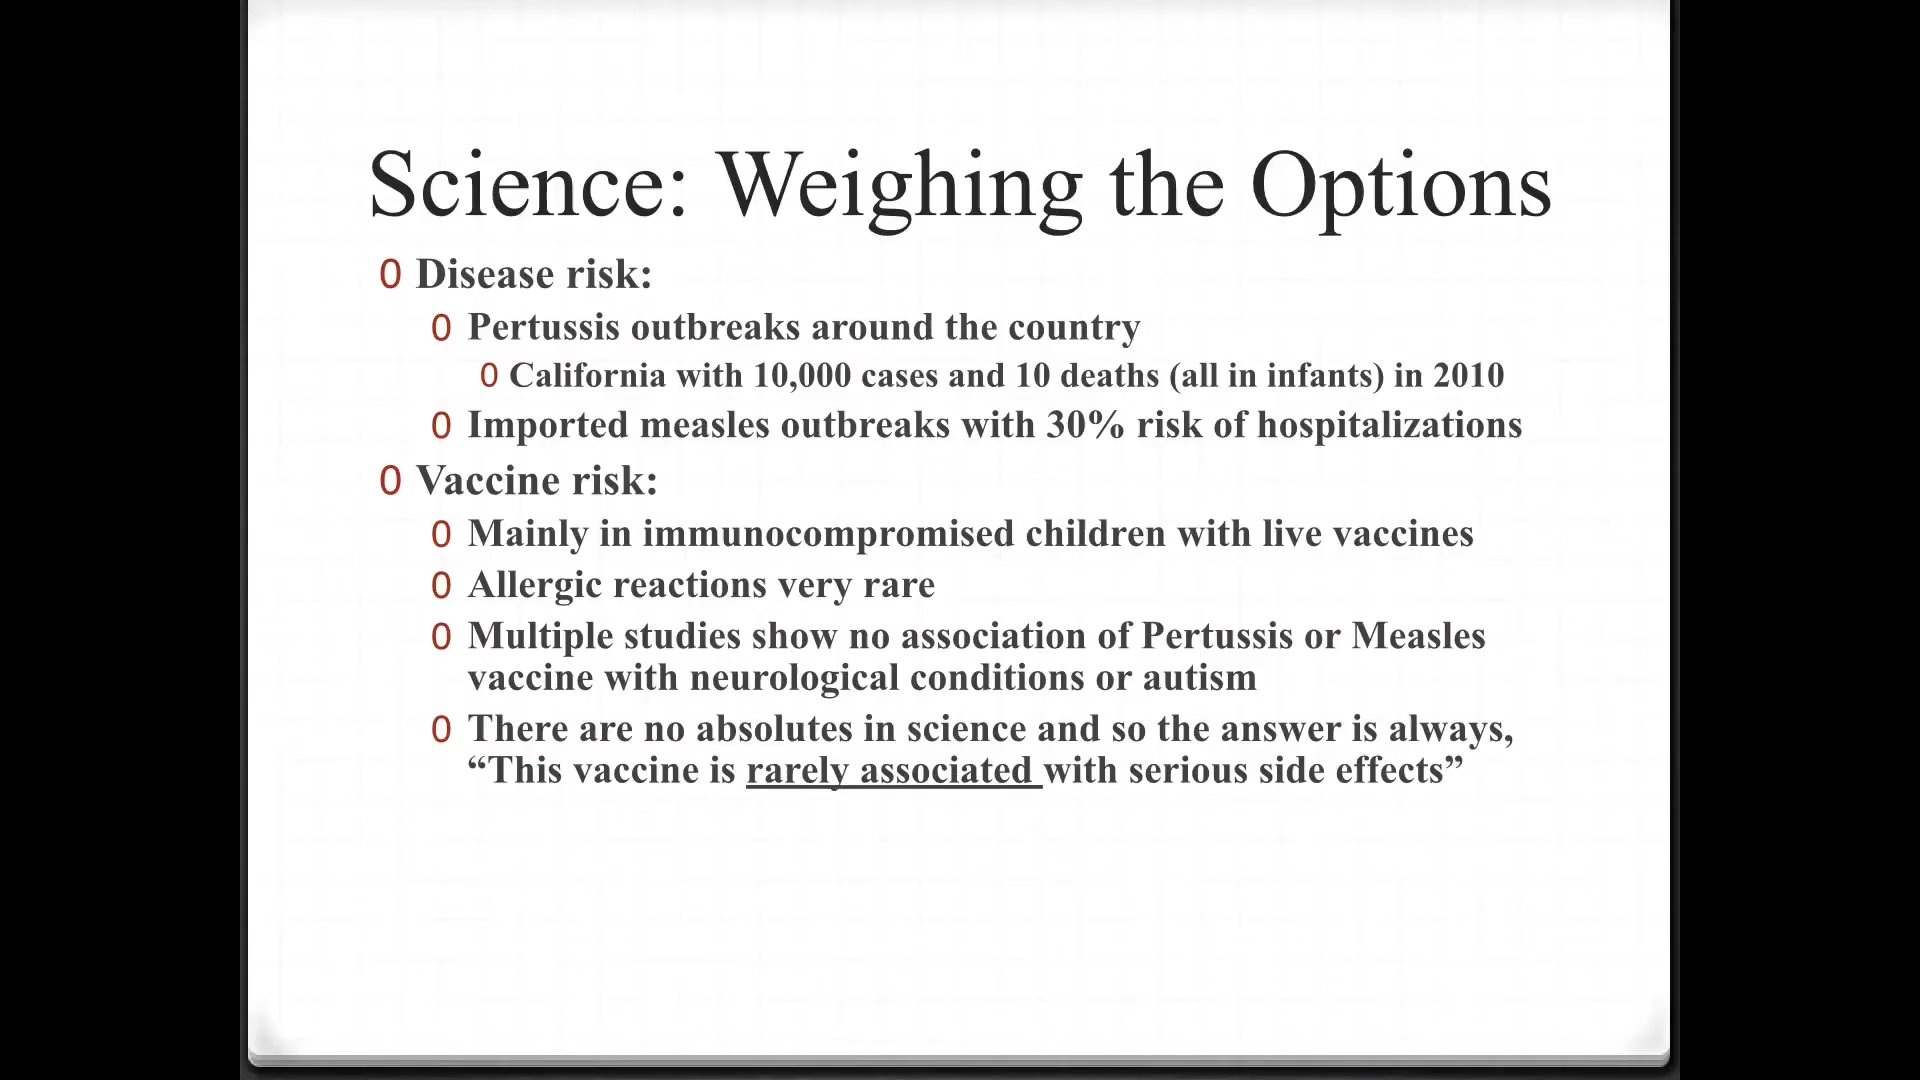 Science: Weighing the Options
Disease risk:
Pertussis outbreaks around the country
California with 10,000 cases and 10 deaths (all in infants) in 2010
Imported measles outbreaks with 30% risk of hospitalizations
Vaccine risk:
Mainly in immunocompromised children with live vaccines
Allergic reactions very rare
Multiple studies show no association of Pertussis or Measles
vaccine with neurological conditions or autism
There are no absolutes in science and so the answer is always,
“This vaccine is rarely associated with serious side effects”